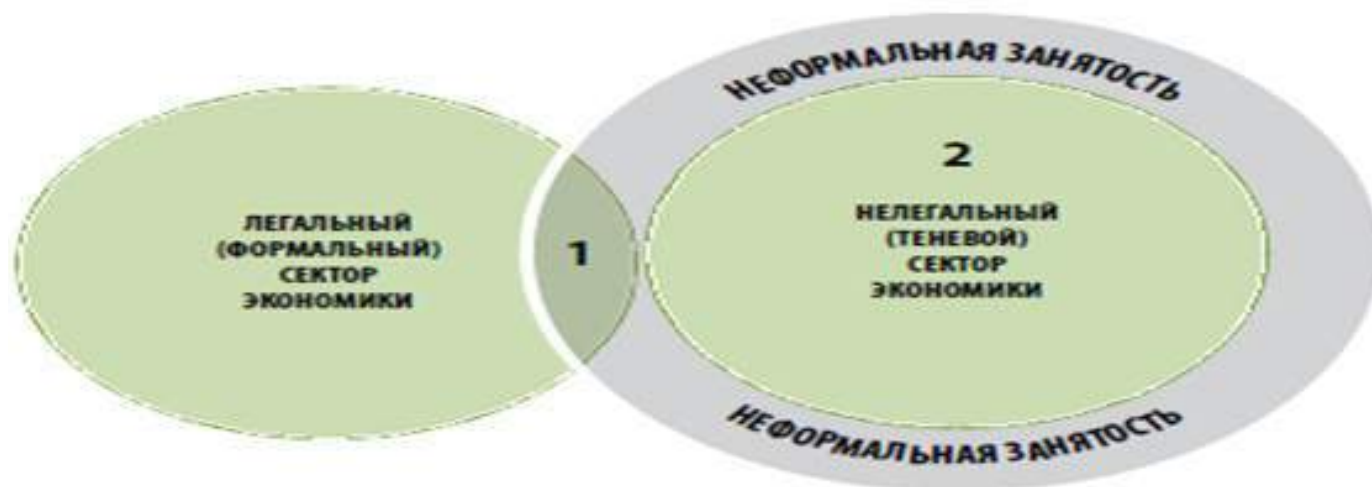 НЕФОРМАЛЬНАЯ ЗАНЯТОСТЬ
ЛЕГАЛЬНЫЙ
(ФОРМАЛЬНЫЙ)
СЕКТОР
ЭКОНОМИКИ
1
2
НЕЛЕГАЛЬНЫЙ
(ТЕНЕВОЙ)
СЕКТОР
ЭКОНОМИКИ
НЕФОРМАЛЬНАЯ ЗАНЯТОСТЬ